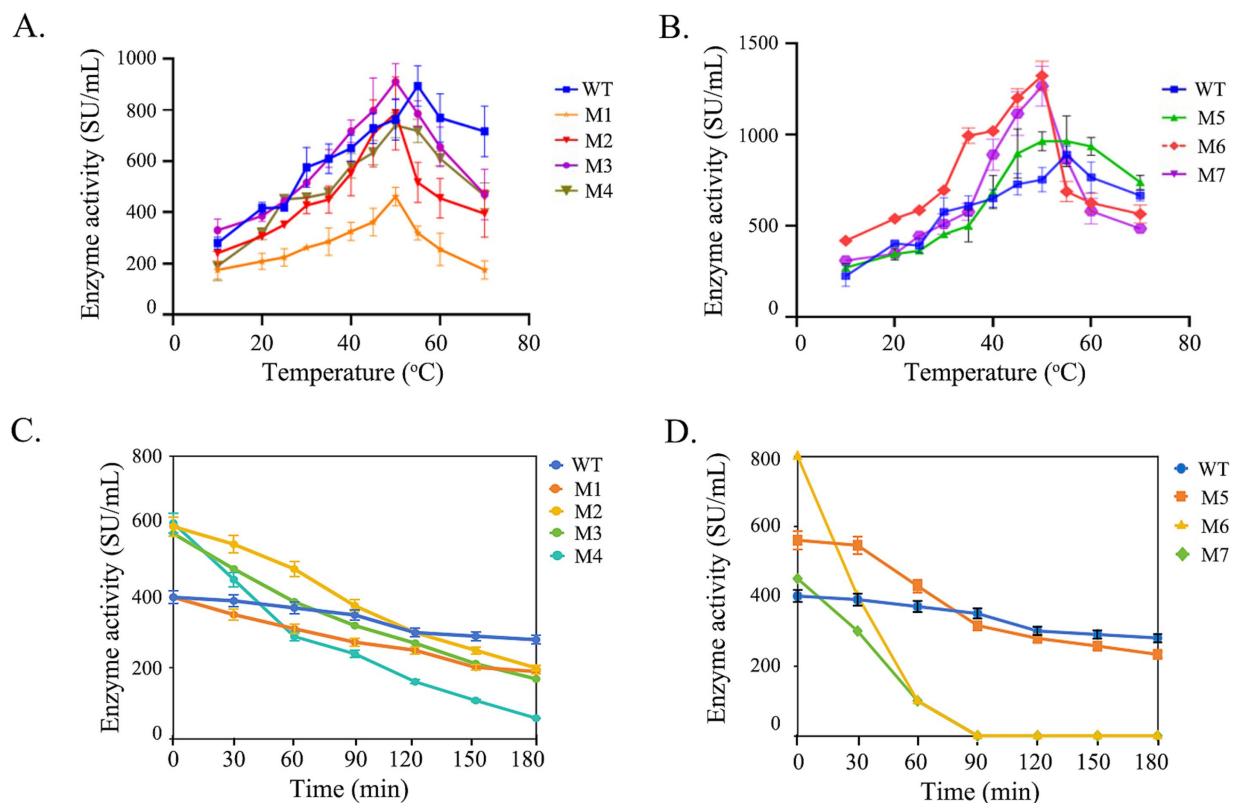 A.
Enzyme activity (SU/mL)
1000
800
600
400
200
0
0 20 40 60 80
Temperature (°C)
WT
M1
M2
M3
M4
B.
Enzyme activity (SU/mL)
1500
1000
500
0
0 20 40 60 80
Temperature (°C)
WT
M5
M6
M7
C.
Enzyme activity (SU/mL)
800
600
400
200
0
0 30 60 90 120 150 180
Time (min)
WT
M1
M2
M3
M4
D.
Enzyme activity (SU/mL)
800
600
400
200
0
0 30 60 90 120 150 180
Time (min)
WT
M5
M6
M7